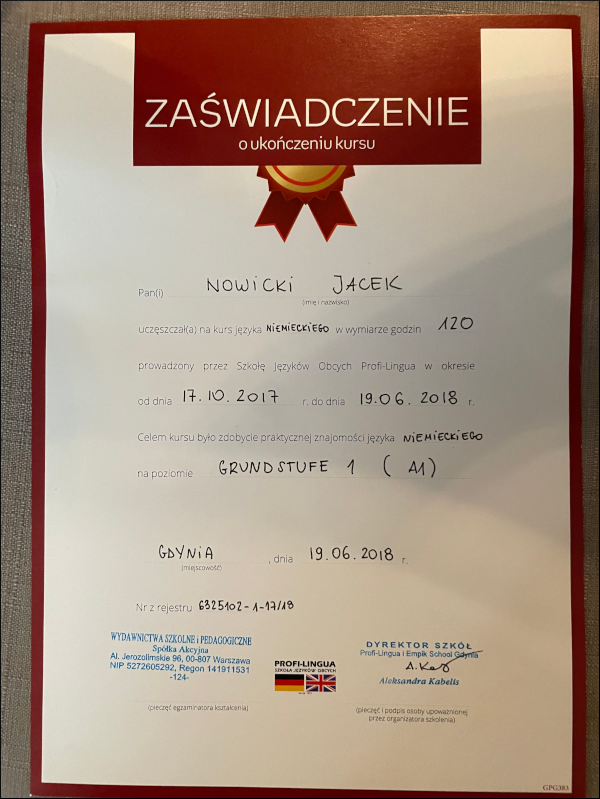 ZAŚWIADCZENIE
o ukończeniu kursu
Pan(i) NOWICKI JACEK
(imię i nazwisko)
uczęszczał(a) na kurs języka NIEMIECKIEGO w wymiarze godzin 120
prowadzony przez Szkołę Języków Obcych Profi-Lingua w okresie
od dnia 17.10.2017 r. do dnia 19.06.2018 r.
Celem kursu było zdobycie praktycznej znajomości języka NIEMIECKIEGO
na poziomie GRUNDSTUFE 1 (A1)
GDYNIA, dnia 19.06.2018 r.
(miejscowość)
Nr z rejestru 6325102-1-17/18
WYDAWNICTWA SZKOLNE i PEDAGOGICZNE
Spółka Akcyjna
Al. Jerozolimskie 96, 00-807 Warszawa
NIP 5272605292, Regon 141911531
-124-
(pieczęć egzaminatora kształcenia)
PROFI-LINGUA
SZKOŁA JĘZYKÓW OBCYCH
DYREKTOR SZKÓŁ
Profi-Lingua i Empik School Gdynia
A. Kab
Aleksandra Kabelis
(pieczęć i podpis osoby upoważnionej
przez organizatora szkolenia)
GPG383